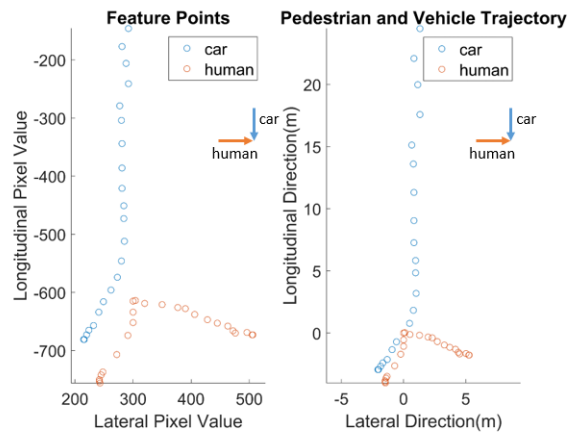 Feature Points
Longitudinal Pixel Value
-200
-300
-400
-500
-600
-700
200
300
400
500
Lateral Pixel Value
car
human
car
human
Pedestrian and Vehicle Trajectory
Longitudinal Direction(m)
20
15
10
5
0
-5
0
5
Lateral Direction(m)
car
human
car
human